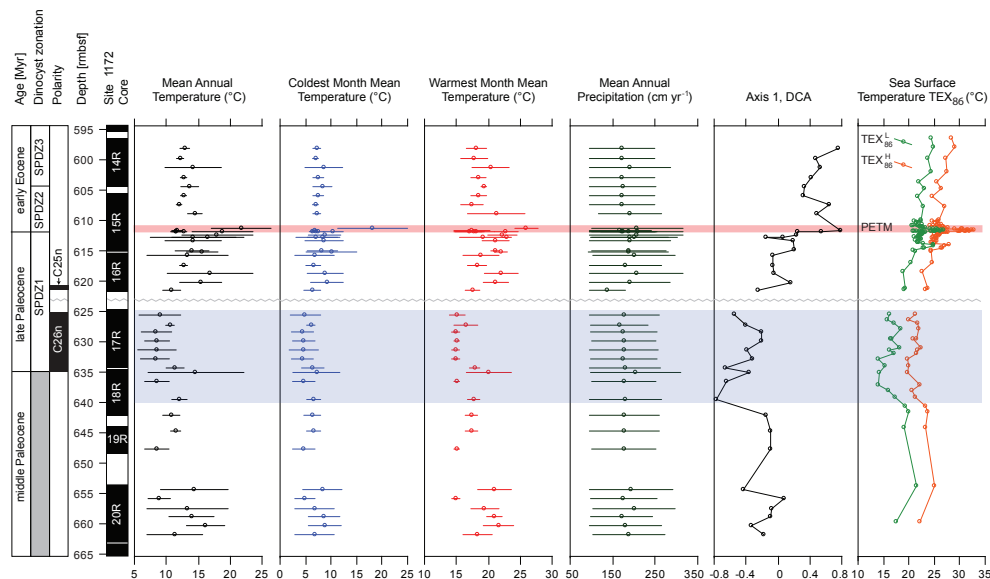 Age [Myr]
Dinocyst zonation
Polarity
Depth [rmbsf]
Site 1172
Core
Mean Annual
Temperature (°C)
Coldest Month Mean
Temperature (°C)
Warmest Month Mean
Temperature (°C)
Mean Annual
Precipitation (cm yr⁻¹)
Axis 1, DCA
Sea Surface
Temperature TEX₈₆ (°C)
early Eocene
late Paleocene
middle Paleocene
SPDZ3
SPDZ2
SPDZ1
←C25n
C26n
595
600
605
610
615
620
625
630
635
640
645
650
655
660
665
14R
15R
16R
17R
18R
19R
20R
TEX₈₆ᴸ
TEX₈₆ᴴ
PETM
5 10 15 20 25
0 5 10 15 20 25
10 15 20 25 30
50 150 250 350
-0.8 -0.4 0 0.4 0.8
10 15 20 25 30 35